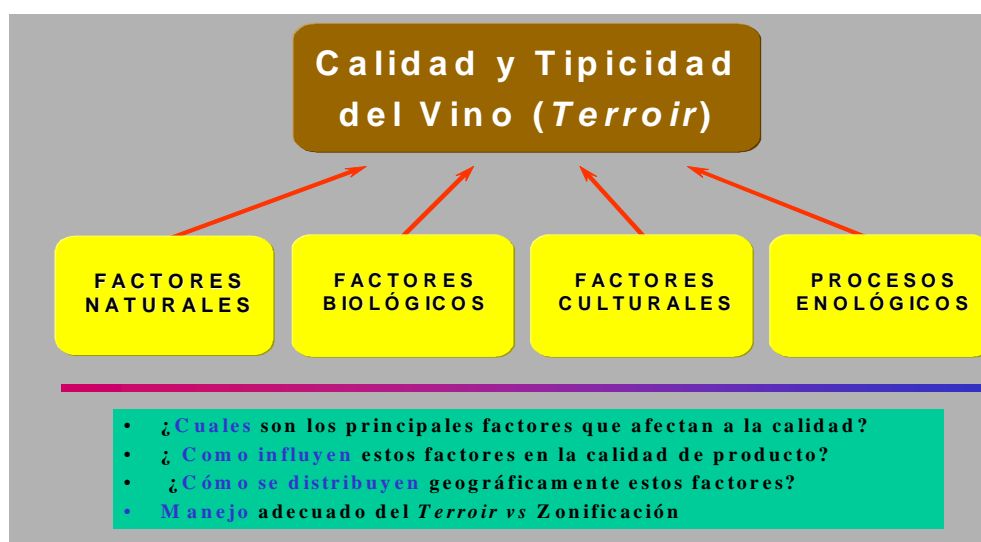 Calidad y Tipicidad
del Vino (Terroir)
FACTORES
NATURALES
FACTORES
BIOLÓGICOS
FACTORES
CULTURALES
PROCESOS
ENOLÓGICOS
• ¿Cuales son los principales factores que afectan a la calidad?
• ¿ Como influyen estos factores en la calidad de producto?
• ¿Cómo se distribuyen geográficamente estos factores?
• Manejo adecuado del Terroir vs Zonificación